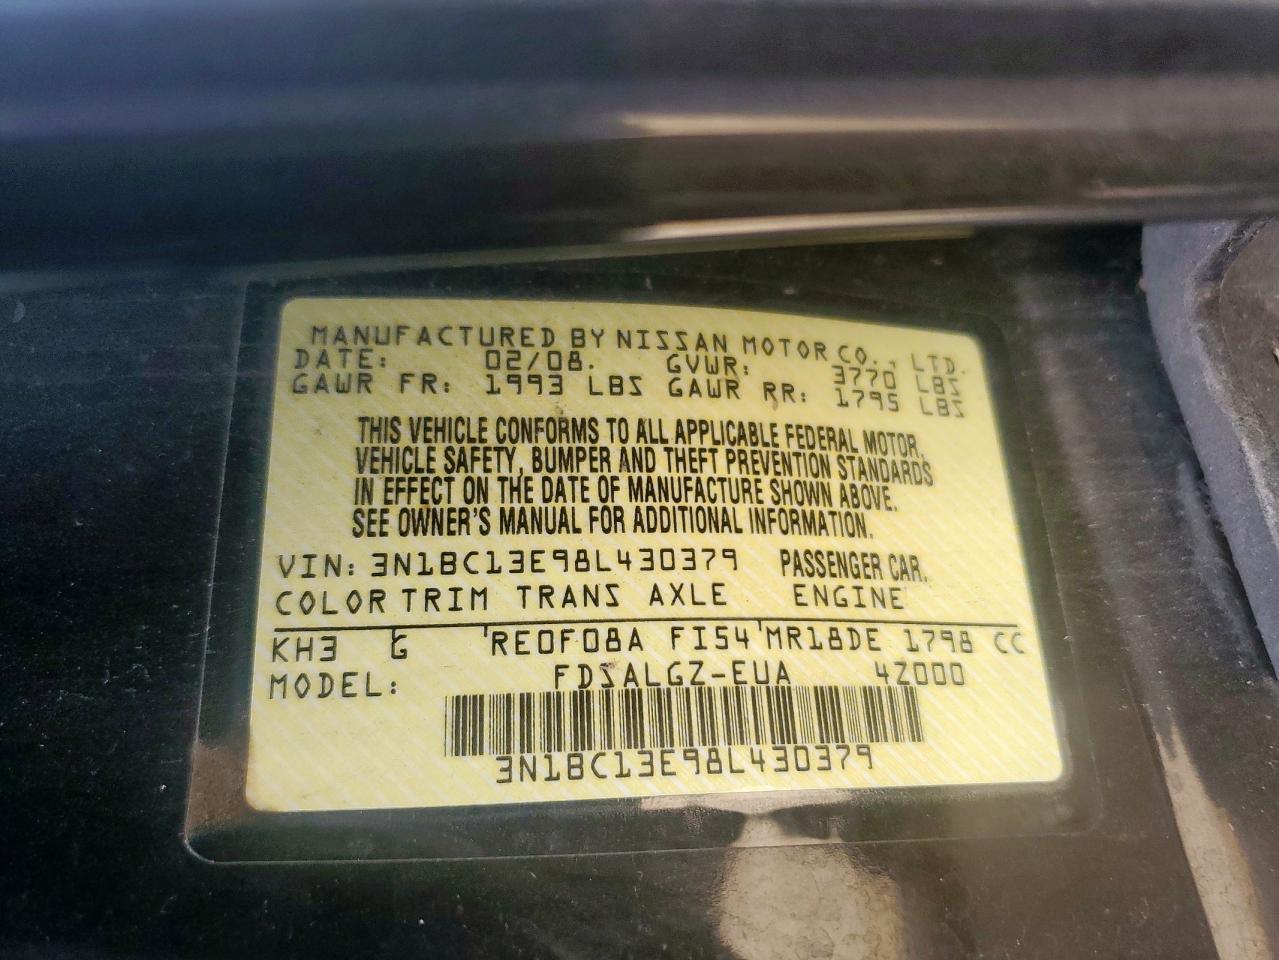 MANUFACTURED BY NISSAN MOTOR CO., LTD.
DATE: 02/08. GVWR: 3770 LBS
GAWR FR: 1993 LBS GAWR RR: 1795 LBS
THIS VEHICLE CONFORMS TO ALL APPLICABLE FEDERAL MOTOR
VEHICLE SAFETY, BUMPER AND THEFT PREVENTION STANDARDS
IN EFFECT ON THE DATE OF MANUFACTURE SHOWN ABOVE.
SEE OWNER'S MANUAL FOR ADDITIONAL INFORMATION.
VIN: 3N1BC13E98L430379 PASSENGER CAR.
COLOR TRIM TRANS AXLE ENGINE
KH3 G RE0F08A FI54 MR18DE 1798 CC
MODEL: FDSALGZ-EUA 4Z000
3N1BC13E98L430379